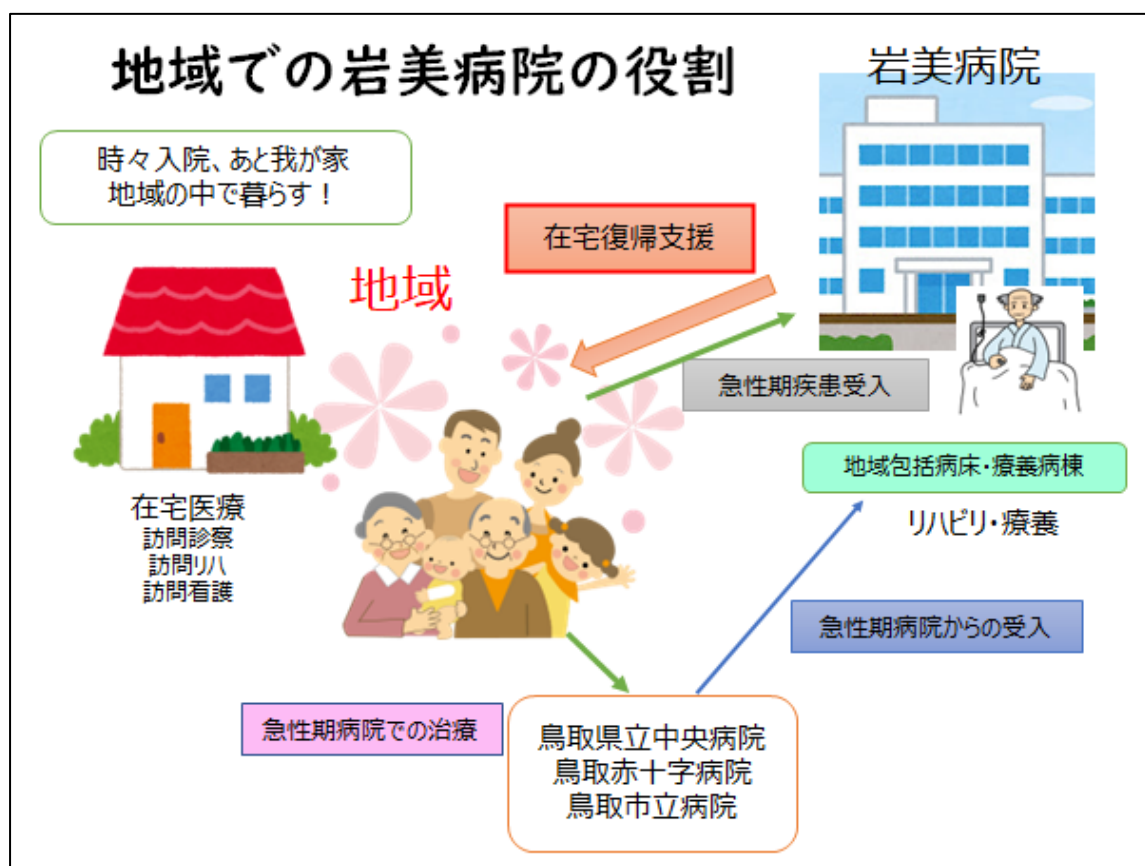 地域での岩美病院の役割
岩美病院
時々入院、あと我が家
地域の中で暮らす！
在宅復帰支援
地域
急性期疾患受入
地域包括病床・療養病棟
リハビリ・療養
在宅医療
訪問診察
訪問リハ
訪問看護
急性期病院からの受入
急性期病院での治療
鳥取県立中央病院
鳥取赤十字病院
鳥取市立病院